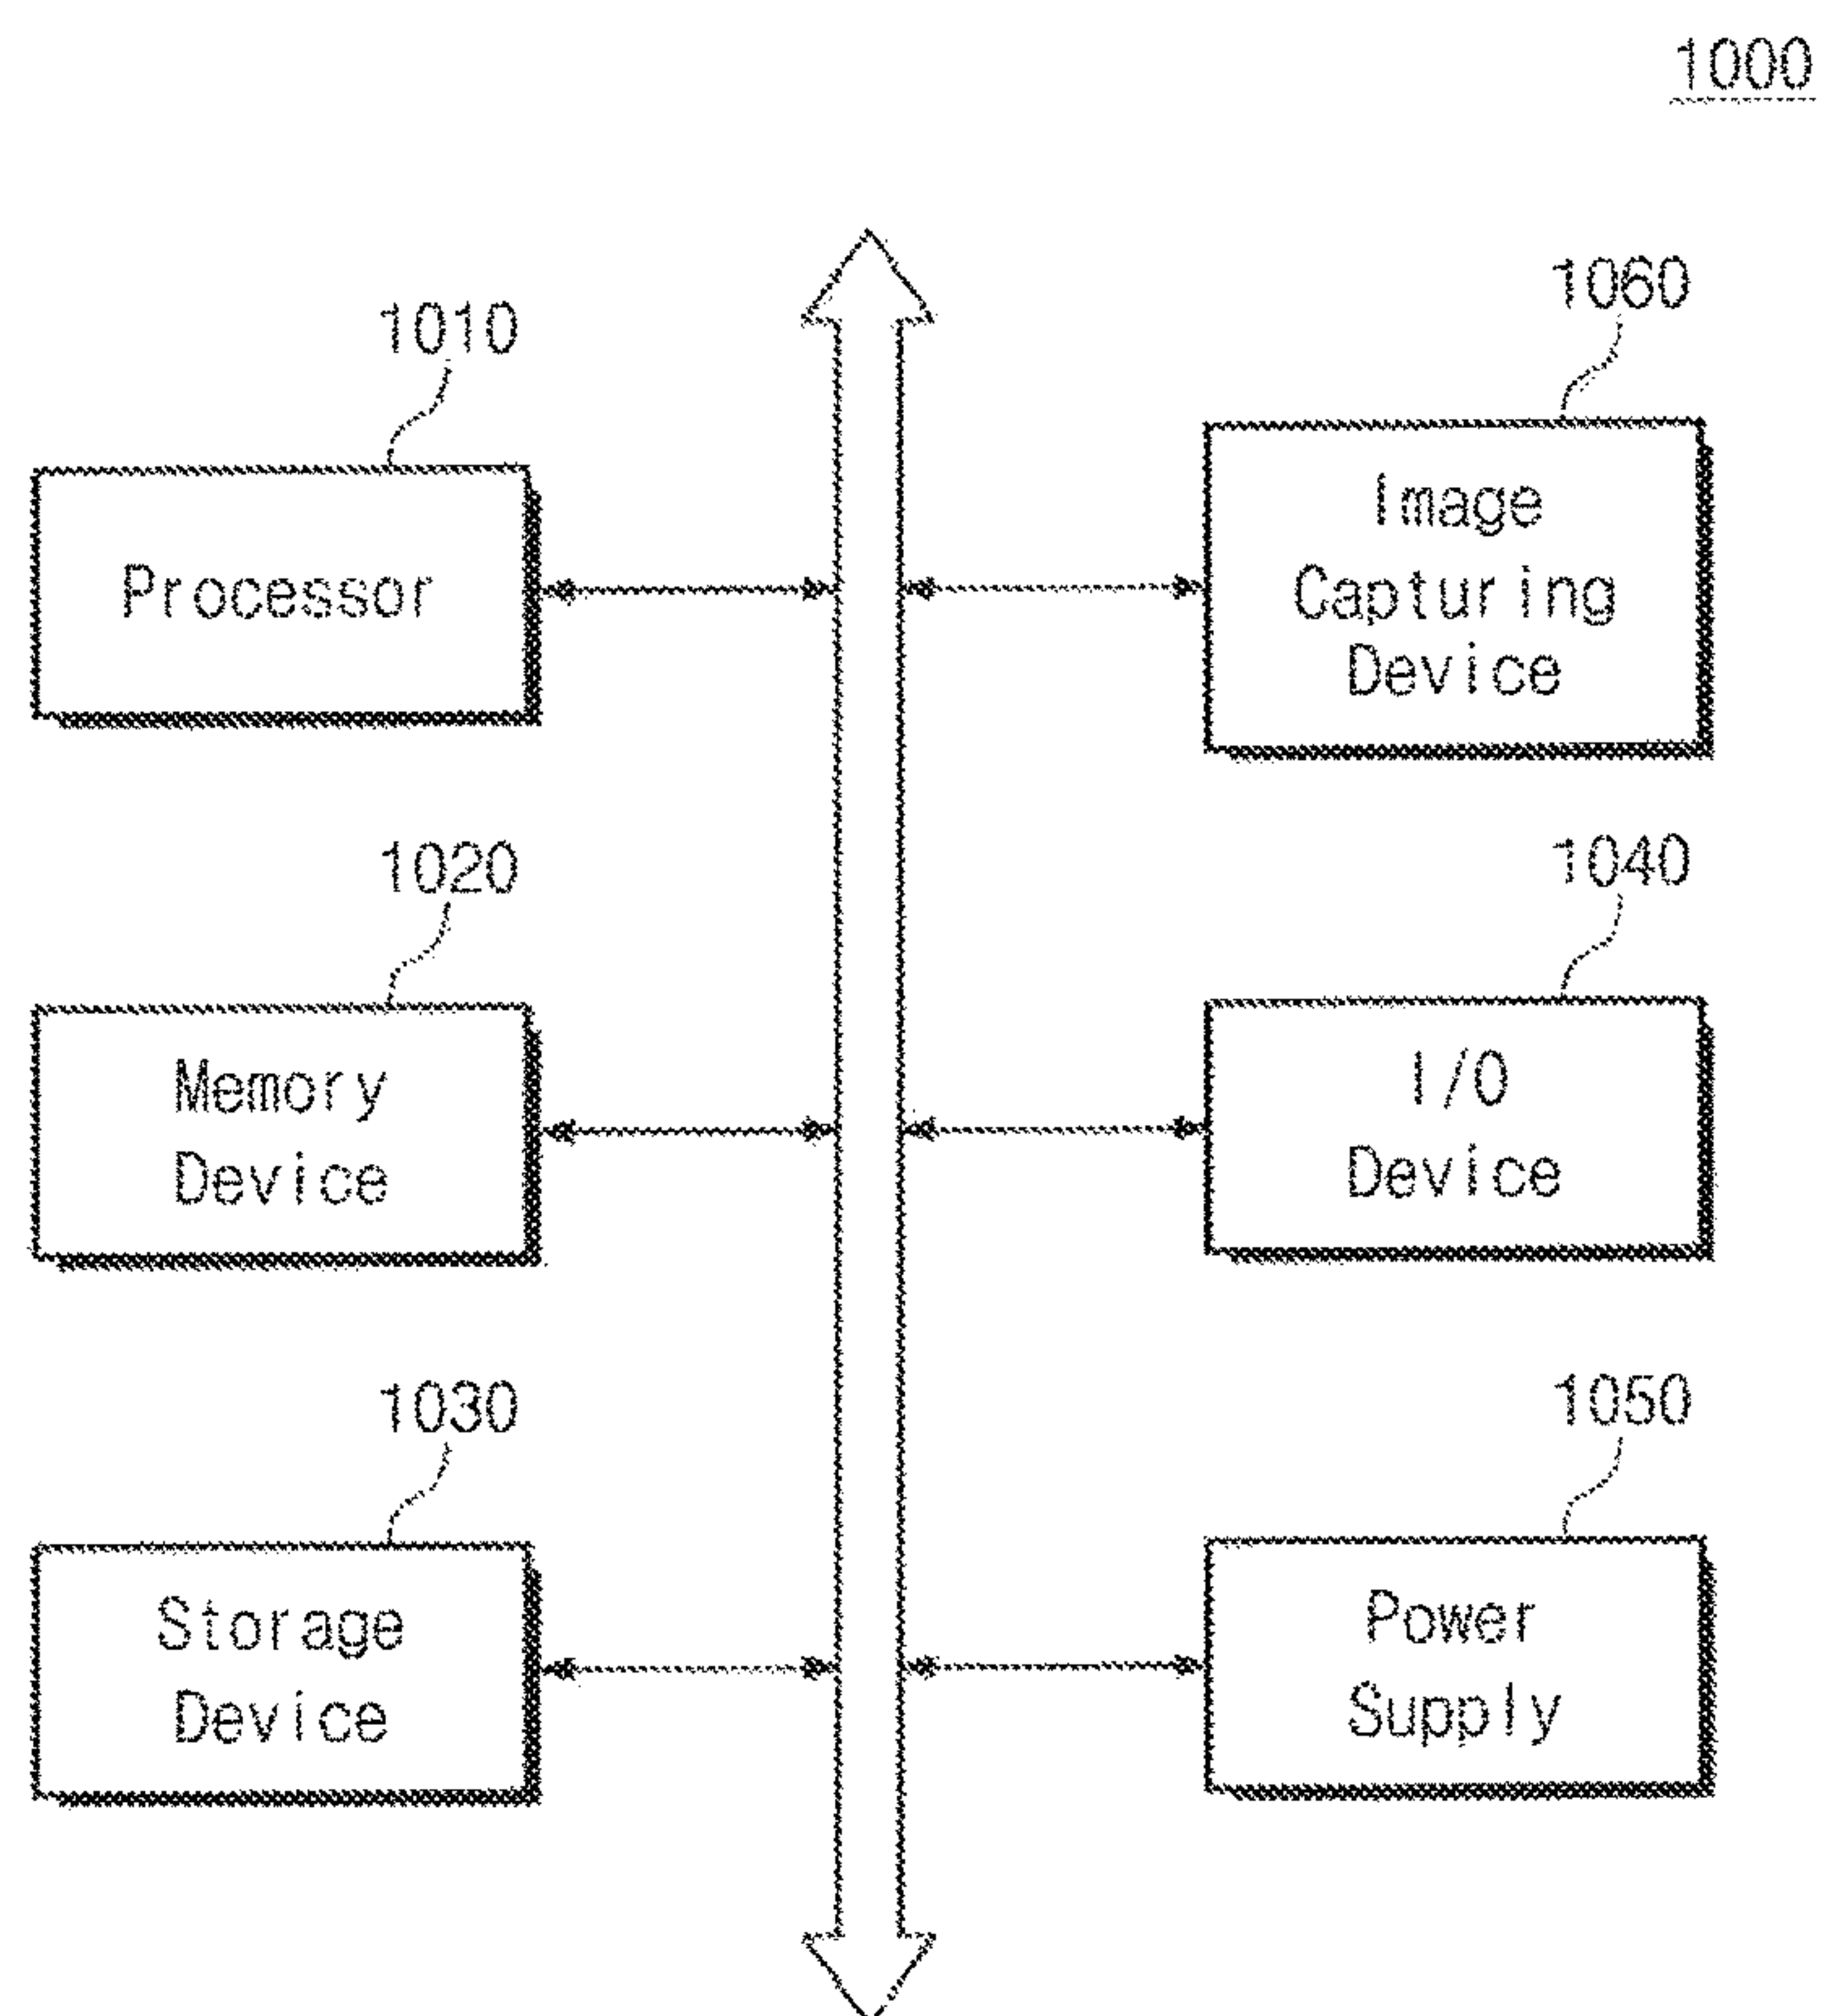 1000
1010
Processor
1060
Image
Capturing
Device
1020
Memory
Device
1040
I/O
Device
1030
Storage
Device
1050
Power
Supply